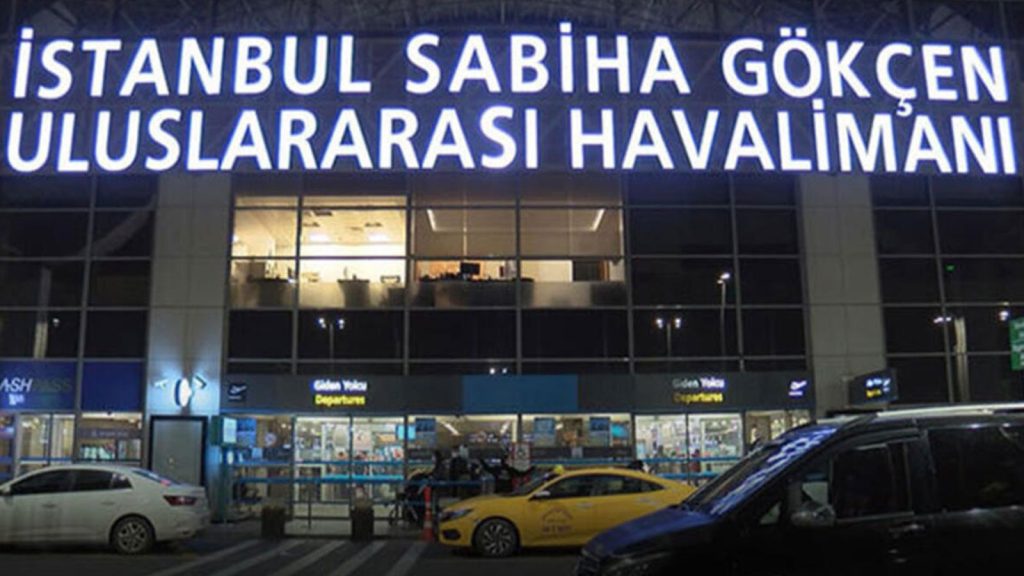 İSTANBUL SABİHA GÖKÇEN
ULUSLARARASI HAVALİMANI
Giden Yolcu
Departures
Giden Yolcu
Departures